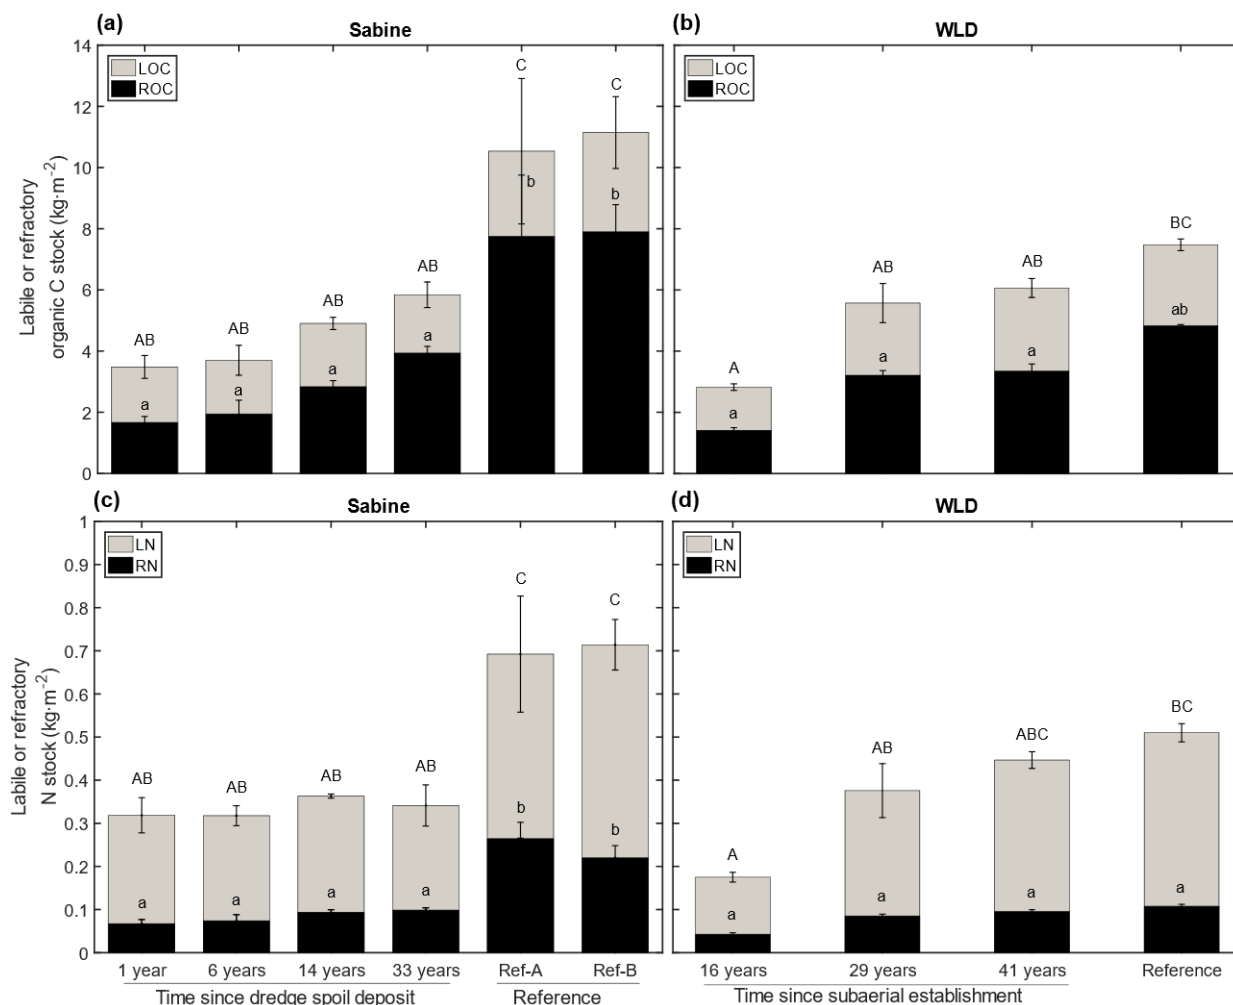 (a)
Sabine
LOC
ROC
Labile or refractory
organic C stock (kg·m⁻²)
14
12
10
8
6
4
2
0
AB
AB
AB
AB
C
C
a
a
a
a
b
b
(b)
WLD
LOC
ROC
A
AB
AB
BC
a
a
a
ab
(c)
Sabine
LN
RN
Labile or refractory
N stock (kg·m⁻²)
1
0.9
0.8
0.7
0.6
0.5
0.4
0.3
0.2
0.1
0
AB
AB
AB
AB
C
C
a
a
a
a
b
b
1 year 6 years 14 years 33 years Ref-A Ref-B
Time since dredge spoil deposit Reference
(d)
WLD
LN
RN
A
AB
ABC
BC
a
a
a
a
16 years 29 years 41 years Reference
Time since subaerial establishment